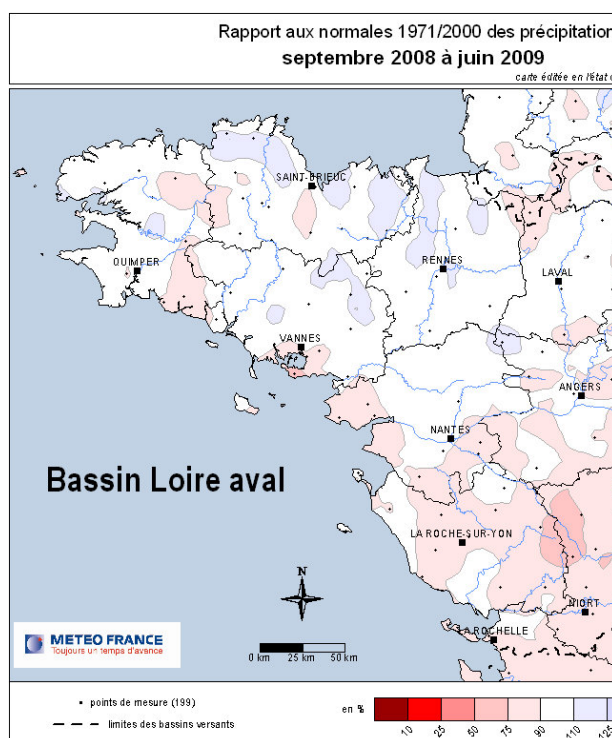 Rapport aux normales 1971/2000 des précipitation
septembre 2008 à juin 2009
carte éditée en l'état
SAINT-BRIEUC
QUIMPER
RENNES
LAVAL
VANNES
ANGERS
NANTES
Bassin Loire aval
LA ROCHE-SUR-YON
N
NIORT
METEO FRANCE
Toujours un temps d'avance
LA ROCHELLE
0 km 25 km 50 km
points de mesure (199)
limites des bassins versants
en %
10 25 50 75 90 110 125